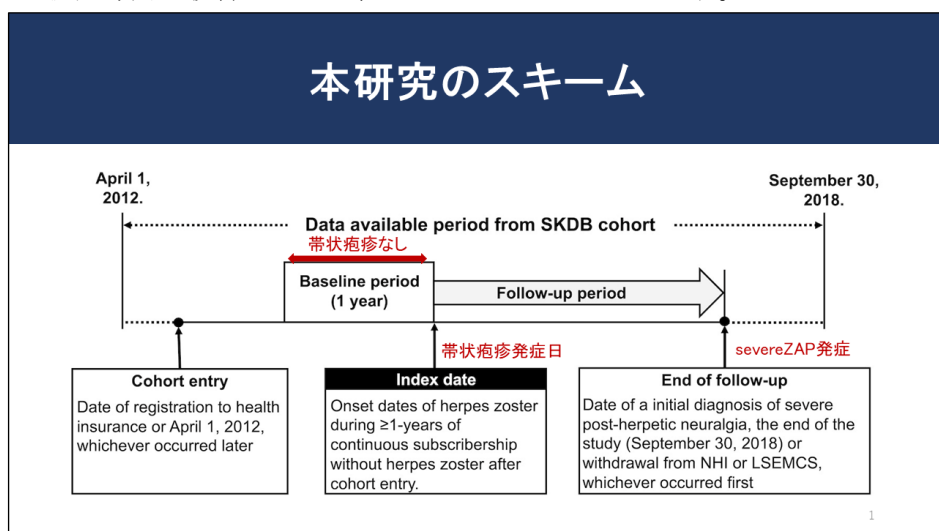 本研究のスキーム
April 1,
2012.
September 30,
2018.
Data available period from SKDB cohort
帯状疱疹なし
Baseline period
(1 year)
Follow-up period
帯状疱疹発症日
severeZAP発症
Cohort entry
Date of registration to health
insurance or April 1, 2012,
whichever occurred later
Index date
Onset dates of herpes zoster
during ≥1-years of
continuous subscribership
without herpes zoster after
cohort entry.
End of follow-up
Date of a initial diagnosis of severe
post-herpetic neuralgia, the end of the
study (September 30, 2018) or
withdrawal from NHI or LSEMCS,
whichever occurred first
1